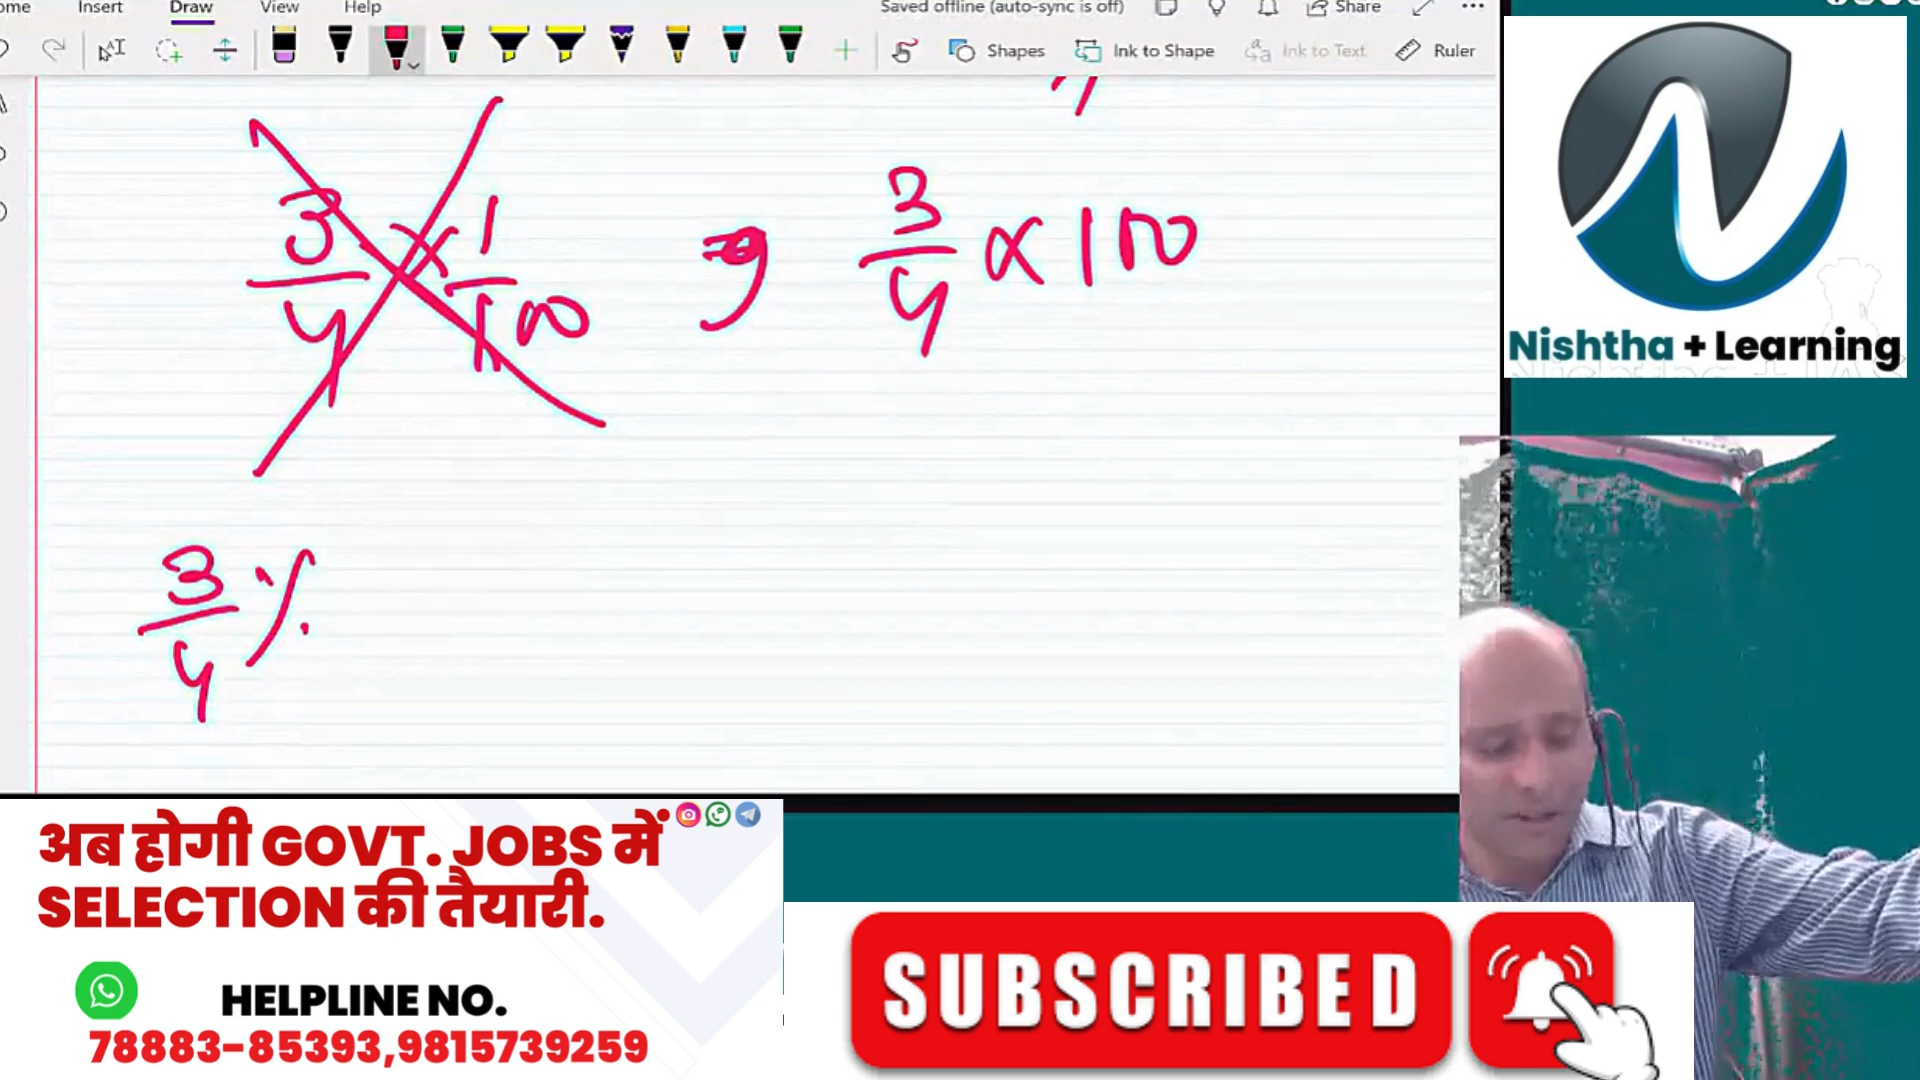 ome Insert Draw View Help
Saved offline (auto-sync is off) Share
Shapes Ink to Shape Ink to Text Ruler
3/4 × 1/100 ⇒ 3/4 × 100
3/4 %
Nishtha + Learning
अब होगी GOVT. JOBS में
SELECTION की तैयारी.
HELPLINE NO.
78883-85393,9815739259
SUBSCRIBED